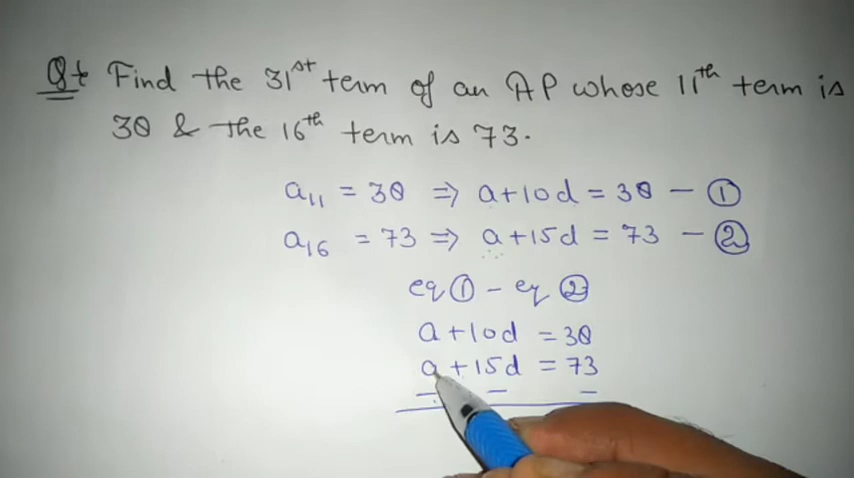 Qt Find the 31st term of an AP whose 11th term is
38 & the 16th term is 73.
a11 = 38 ⇒ a+10d = 38 — ①
a16 = 73 ⇒ a+15d = 73 — ②
eq ① – eq ②
a+10d = 38
a+15d = 73
– – –